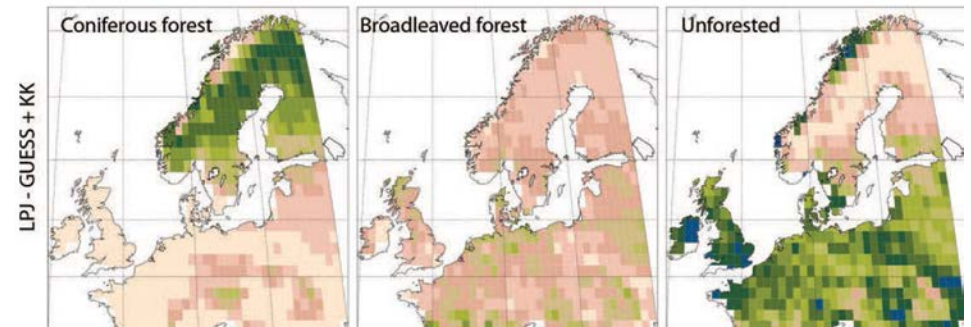 Coniferous forest
Broadleaved forest
Unforested
LPJ - GUESS + KK